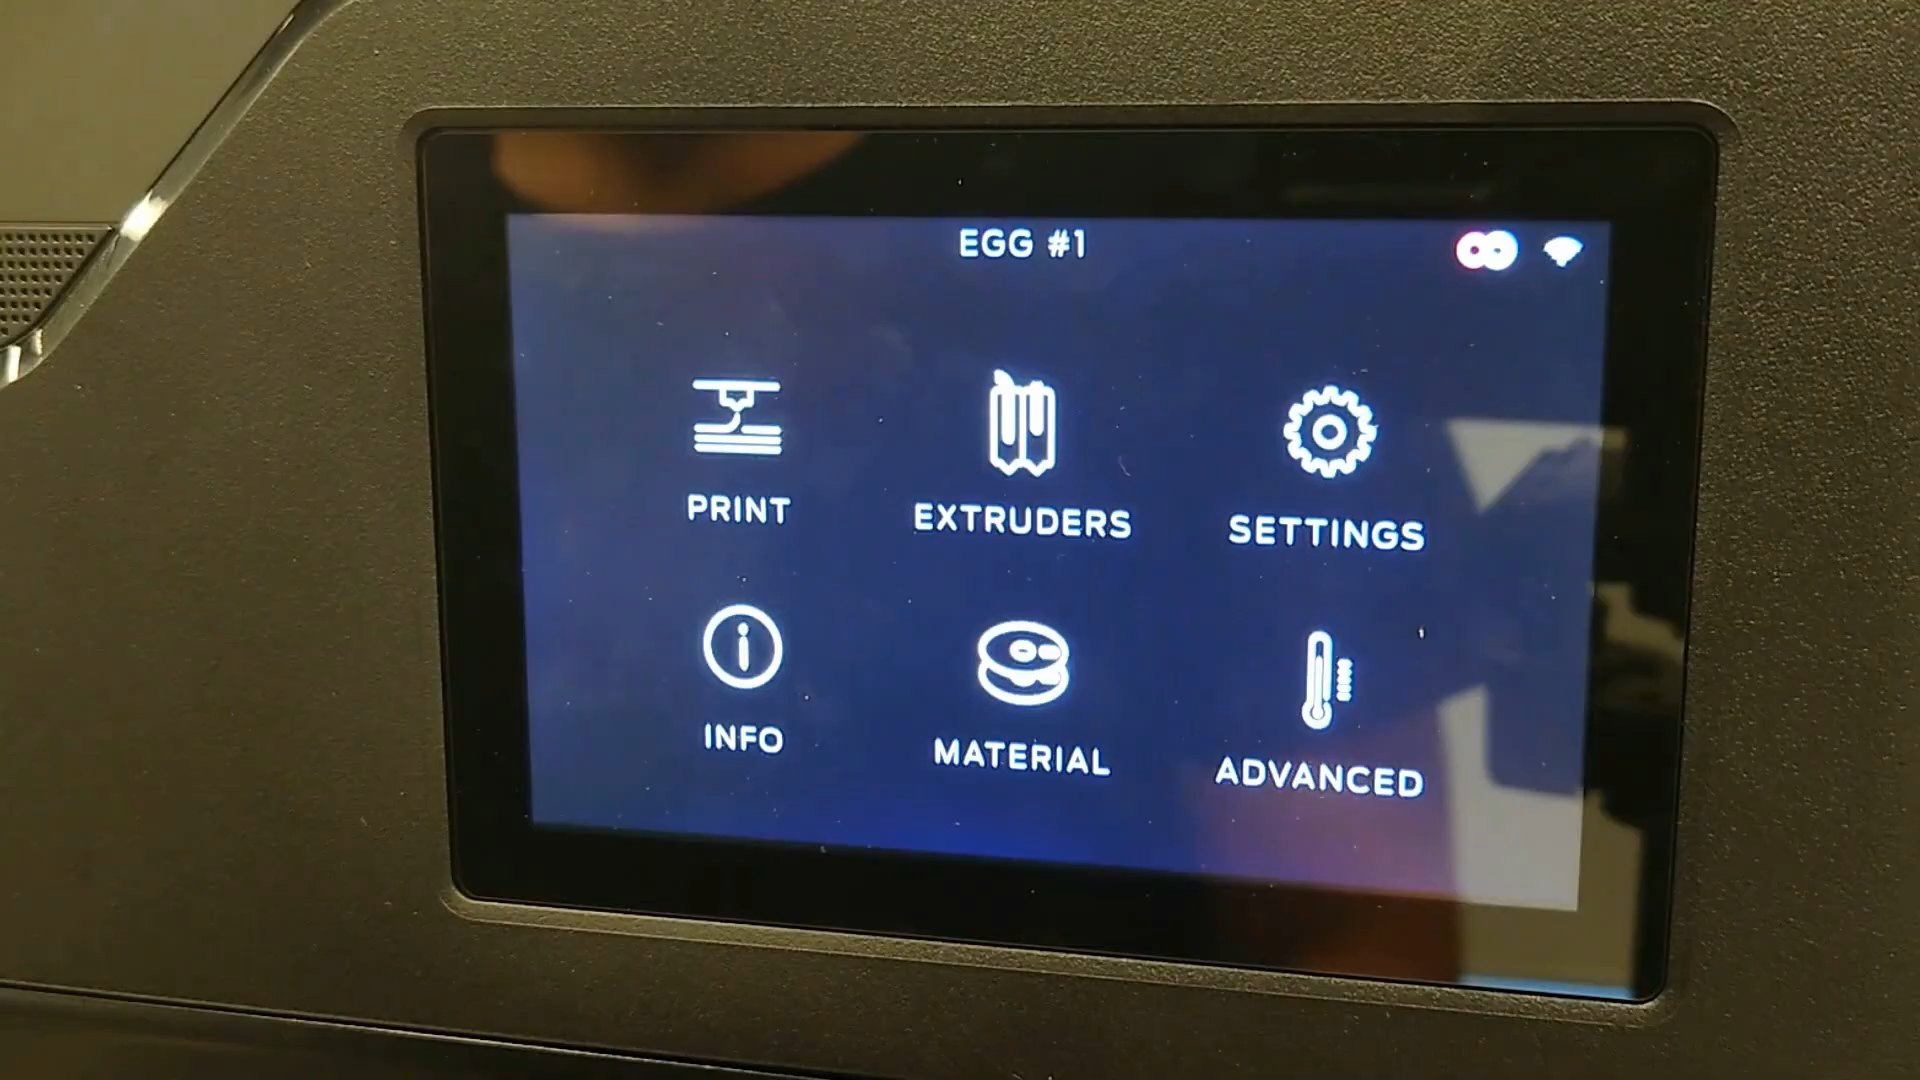 EGG #1
PRINT
EXTRUDERS
SETTINGS
INFO
MATERIAL
ADVANCED